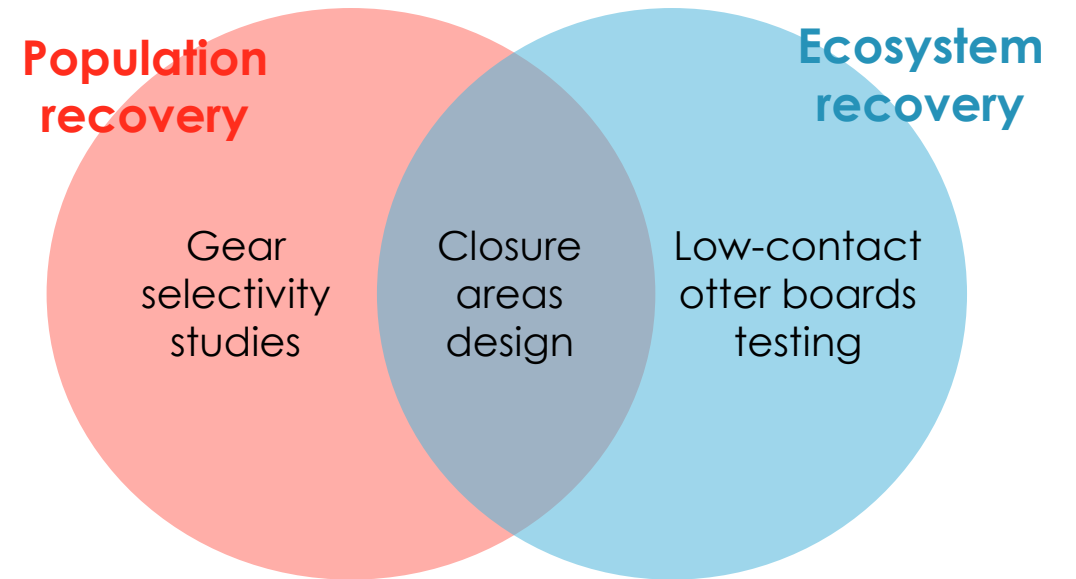 Population
recovery
Ecosystem
recovery
Gear
selectivity
studies
Closure
areas
design
Low-contact
otter boards
testing